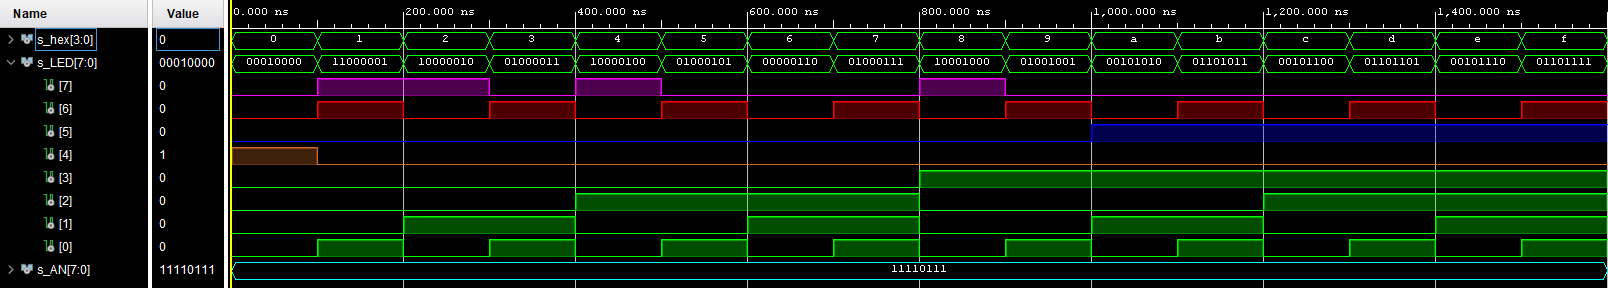 Name Value 0.000 ns 200.000 ns 400.000 ns 600.000 ns 800.000 ns 1,000.000 ns 1,200.000 ns 1,400.000 ns
s_hex[3:0] 0 0 1 2 3 4 5 6 7 8 9 a b c d e f
s_LED[7:0] 00010000 00010000 11000001 10000010 01000011 10000100 01000101 00000110 01000111 10001000 01001001 00101010 01101011 00101100 01101101 00101110 01101111
[7] 0
[6] 0
[5] 0
[4] 1
[3] 0
[2] 0
[1] 0
[0] 0
s_AN[7:0] 11110111 11110111